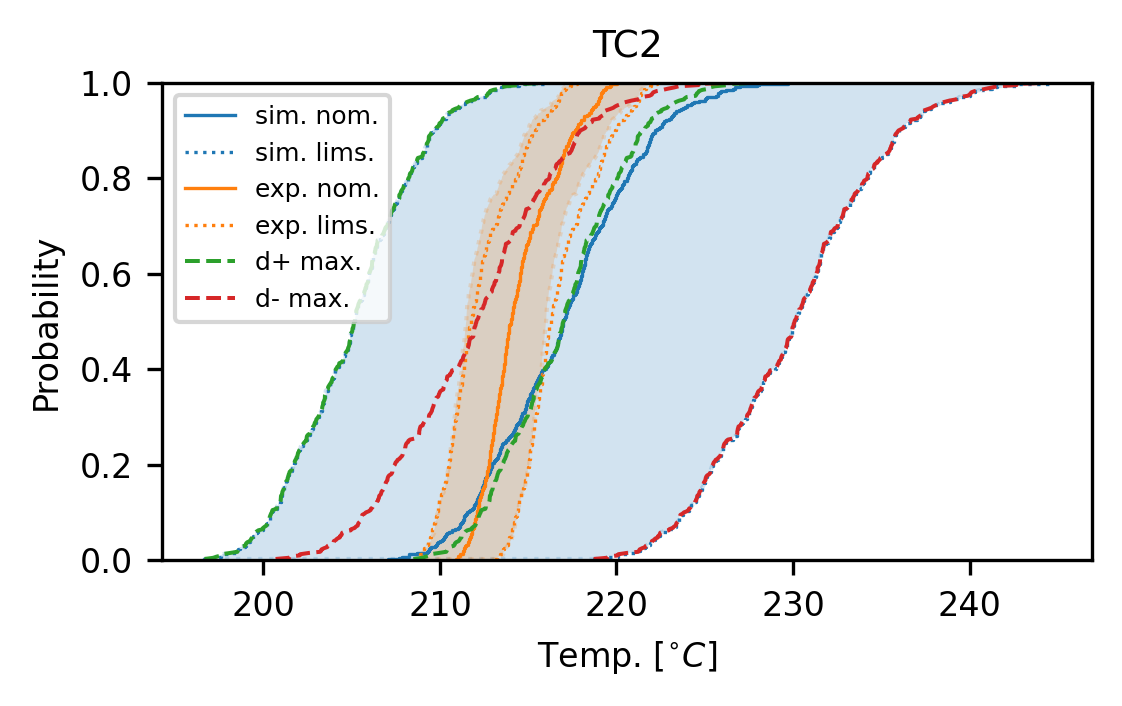 TC2
1.0
0.8
0.6
0.4
0.2
0.0
Probability
sim. nom.
sim. lims.
exp. nom.
exp. lims.
d+ max.
d- max.
200 210 220 230 240
Temp. [°C]